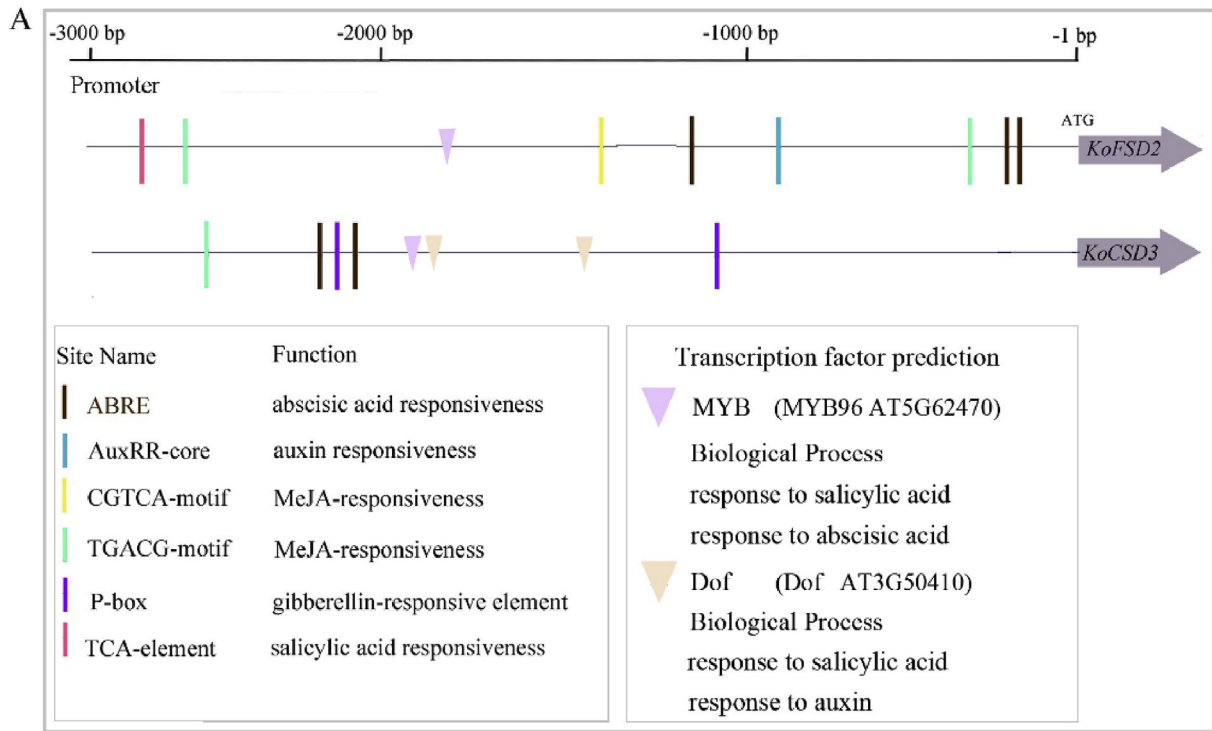 A
-3000 bp -2000 bp -1000 bp -1 bp
Promoter
ATG
KoFSD2
KoCSD3
Site Name Function
ABRE abscisic acid responsiveness
AuxRR-core auxin responsiveness
CGTCA-motif MeJA-responsiveness
TGACG-motif MeJA-responsiveness
P-box gibberellin-responsive element
TCA-element salicylic acid responsiveness
Transcription factor prediction
MYB (MYB96 AT5G62470)
Biological Process
response to salicylic acid
response to abscisic acid
Dof (Dof AT3G50410)
Biological Process
response to salicylic acid
response to auxin